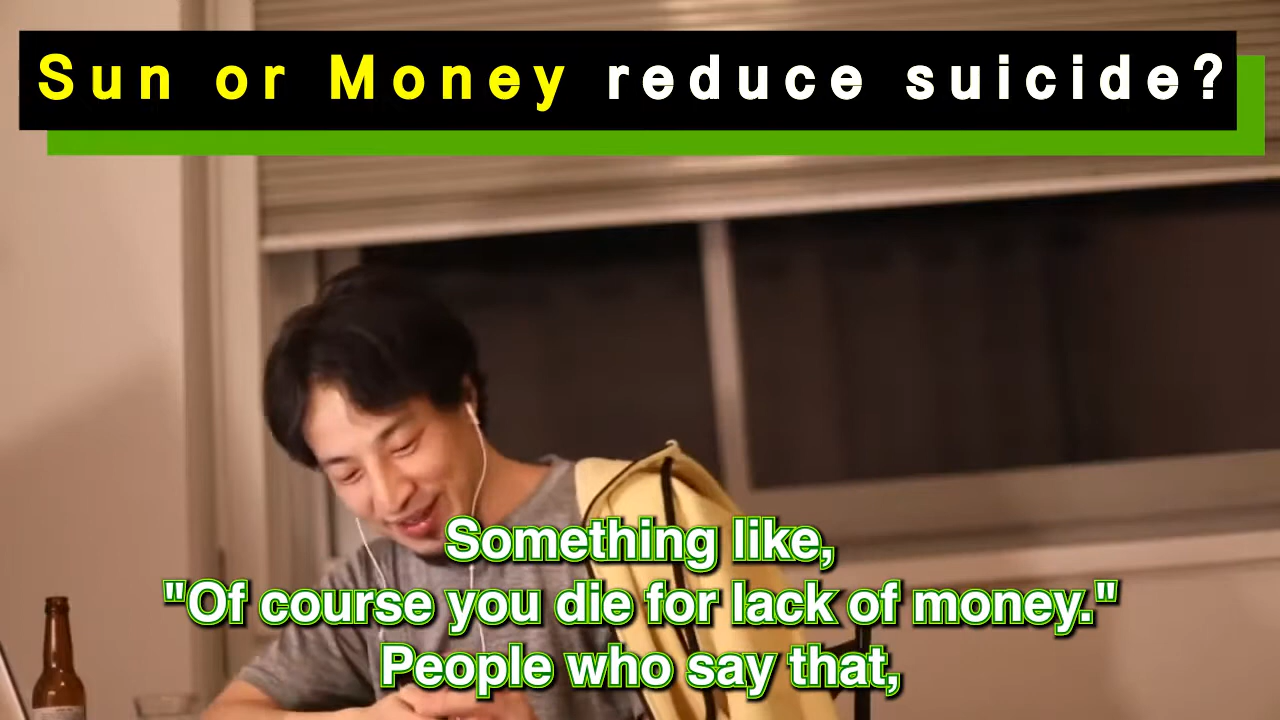 Sun or Money reduce suicide?
Something like,
"Of course you die for lack of money."
People who say that,